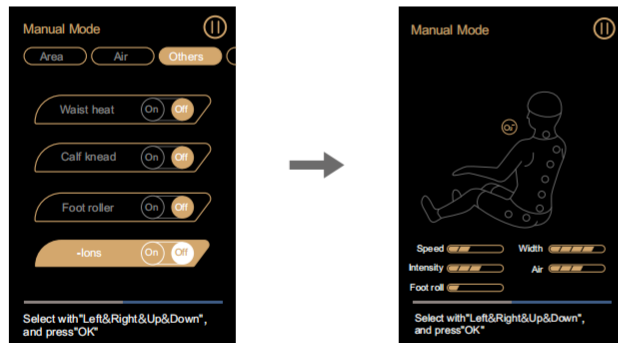 Manual Mode
Area Air Others
Waist heat On Off
Calf knead On Off
Foot roller On Off
-Ions On Off
Select with"Left&Right&Up&Down",
and press"OK"
Manual Mode
O₂⁻
Speed Width
Intensity Air
Foot roll
Select with"Left&Right&Up&Down",
and press"OK"